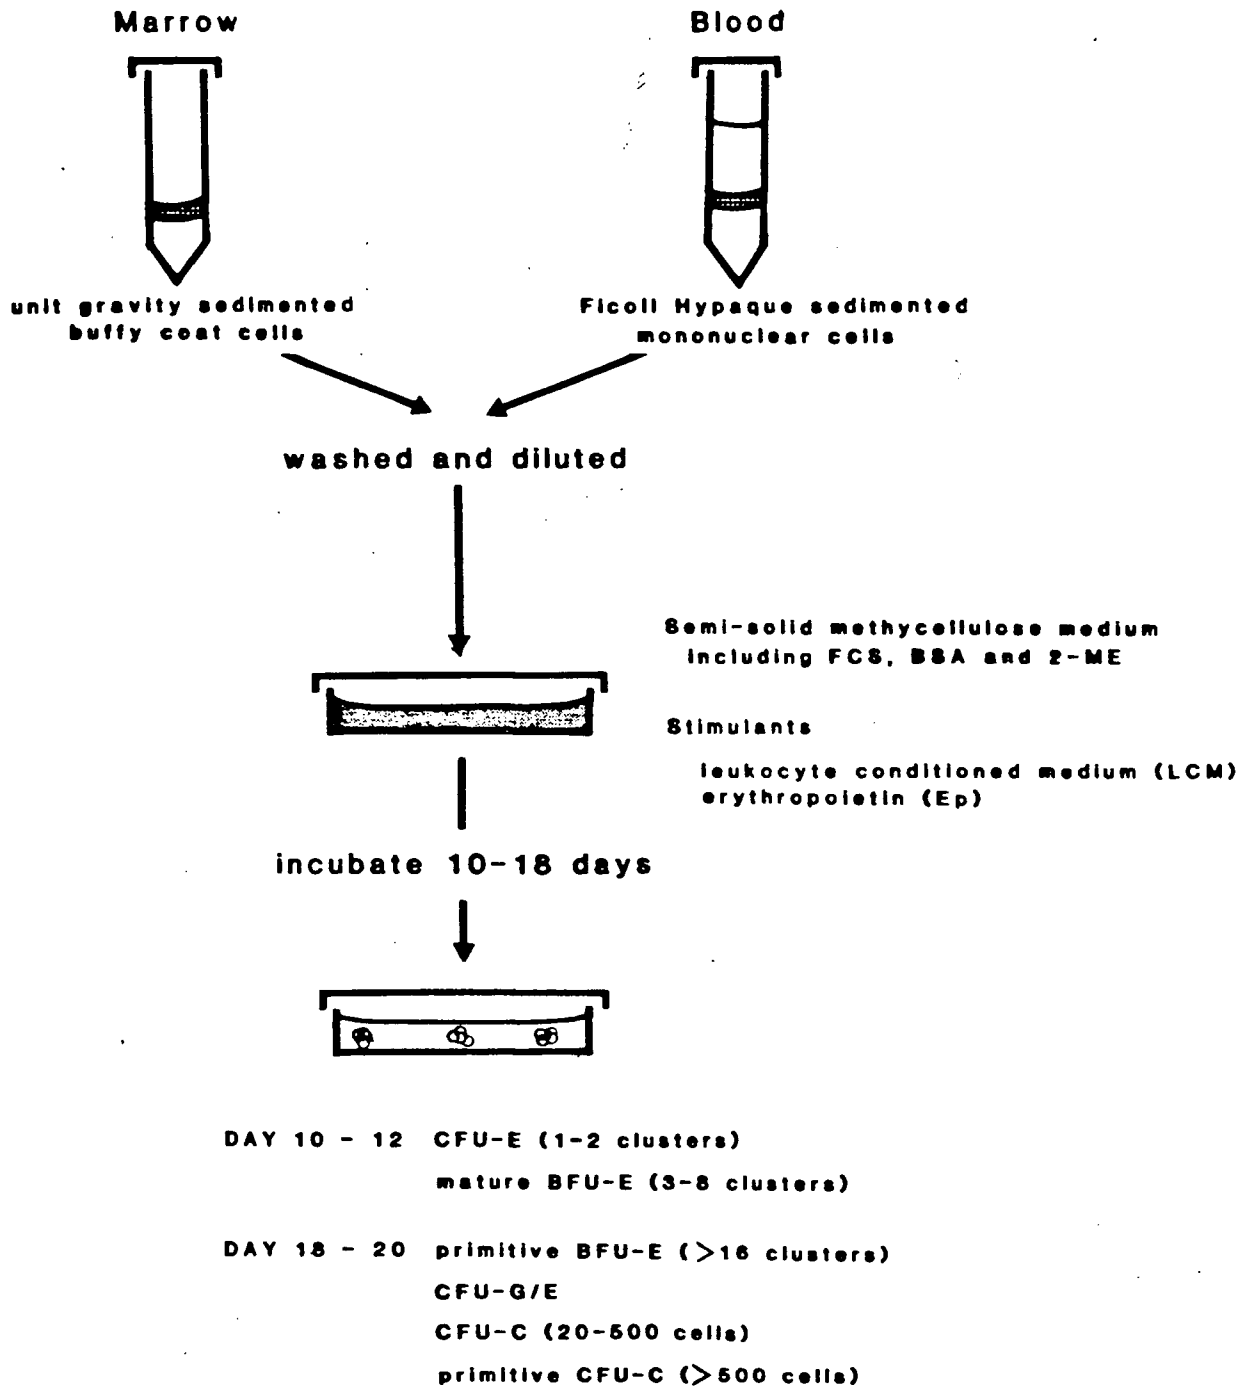 Marrow
Blood
unit gravity sedimented
buffy coat cells
Ficoll Hypaque sedimented
mononuclear cells
washed and diluted
Semi-solid methycellulose medium
including FCS, BSA and 2-ME
Stimulants
leukocyte conditioned medium (LCM)
erythropoietin (Ep)
incubate 10-18 days
DAY 10 - 12 CFU-E (1-2 clusters)
mature BFU-E (3-8 clusters)
DAY 18 - 20 primitive BFU-E (>16 clusters)
CFU-G/E
CFU-C (20-500 cells)
primitive CFU-C (>500 cells)